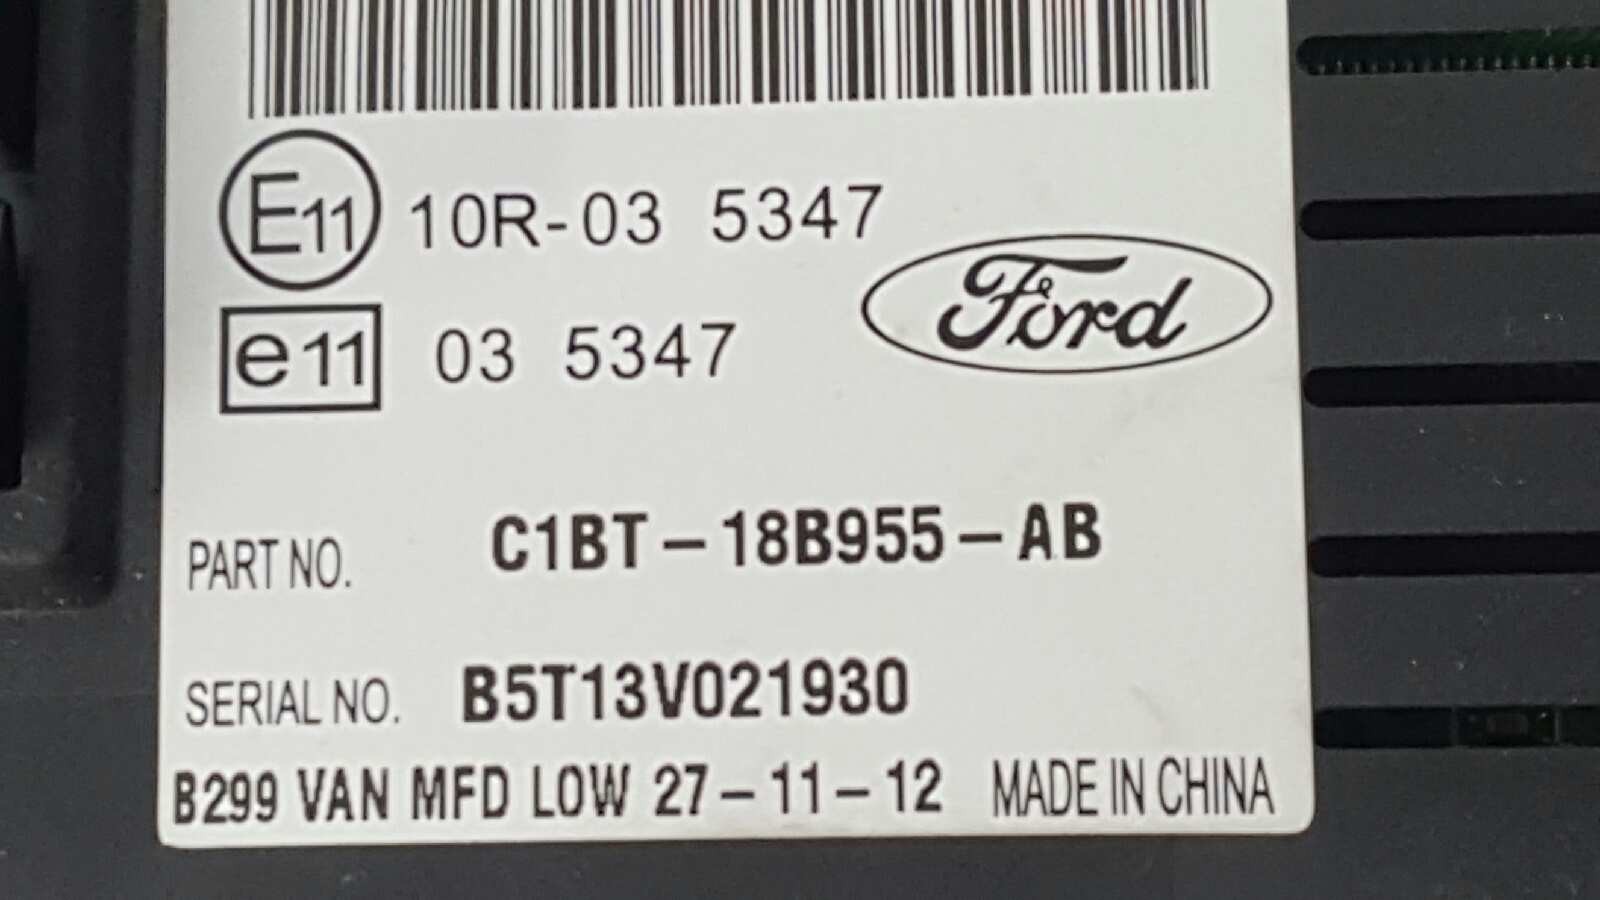 E11 10R-03 5347
Ford
e11 03 5347
PART NO. C1BT-18B955-AB
SERIAL NO. B5T13V021930
B299 VAN MFD LOW 27-11-12 MADE IN CHINA